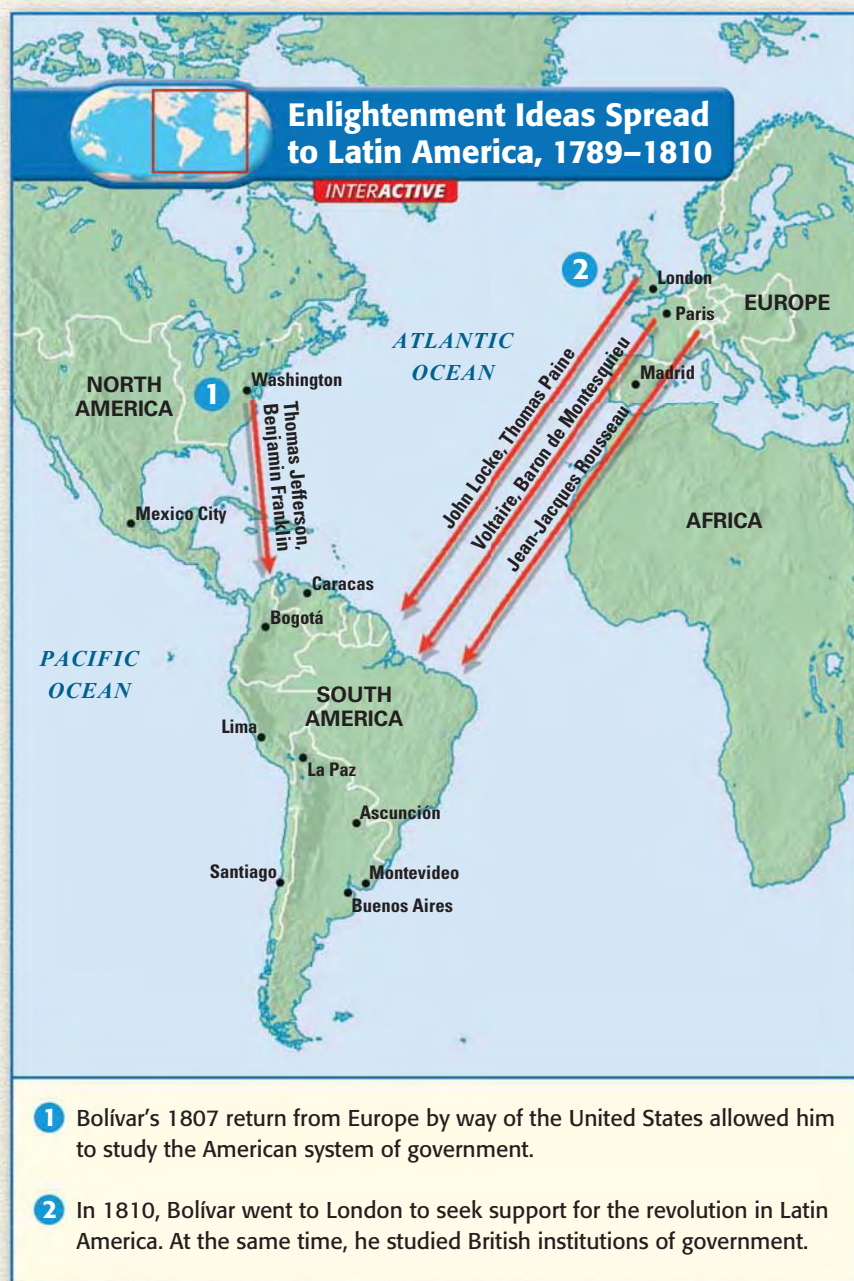 Enlightenment Ideas Spread
to Latin America, 1789–1810
INTERACTIVE
2
London
Paris
EUROPE
ATLANTIC
OCEAN
Madrid
NORTH
AMERICA
1
Washington
Thomas Jefferson,
Benjamin Franklin
John Locke, Thomas Paine
Voltaire, Baron de Montesquieu
Jean-Jacques Rousseau
Mexico City
AFRICA
Caracas
Bogotá
PACIFIC
OCEAN
SOUTH
AMERICA
Lima
La Paz
Ascunción
Santiago
Montevideo
Buenos Aires
1 Bolívar's 1807 return from Europe by way of the United States allowed him
to study the American system of government.
2 In 1810, Bolívar went to London to seek support for the revolution in Latin
America. At the same time, he studied British institutions of government.